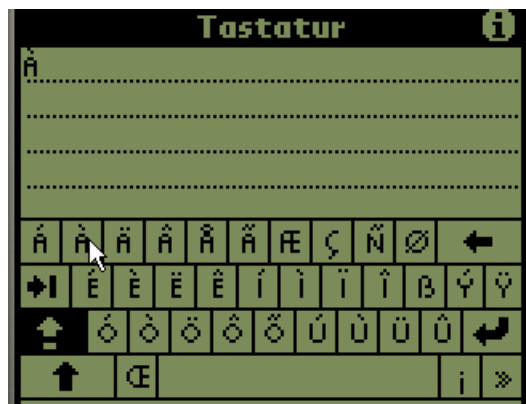 Tastatur i
À
Á À Ä Â Å Ã Æ Ç Ñ Ø
É È Ë Ê Í Ì Ï Î ß Ý Ÿ
Ó Ò Ö Ô Õ Ú Ù Ü Û
Œ ¡ »